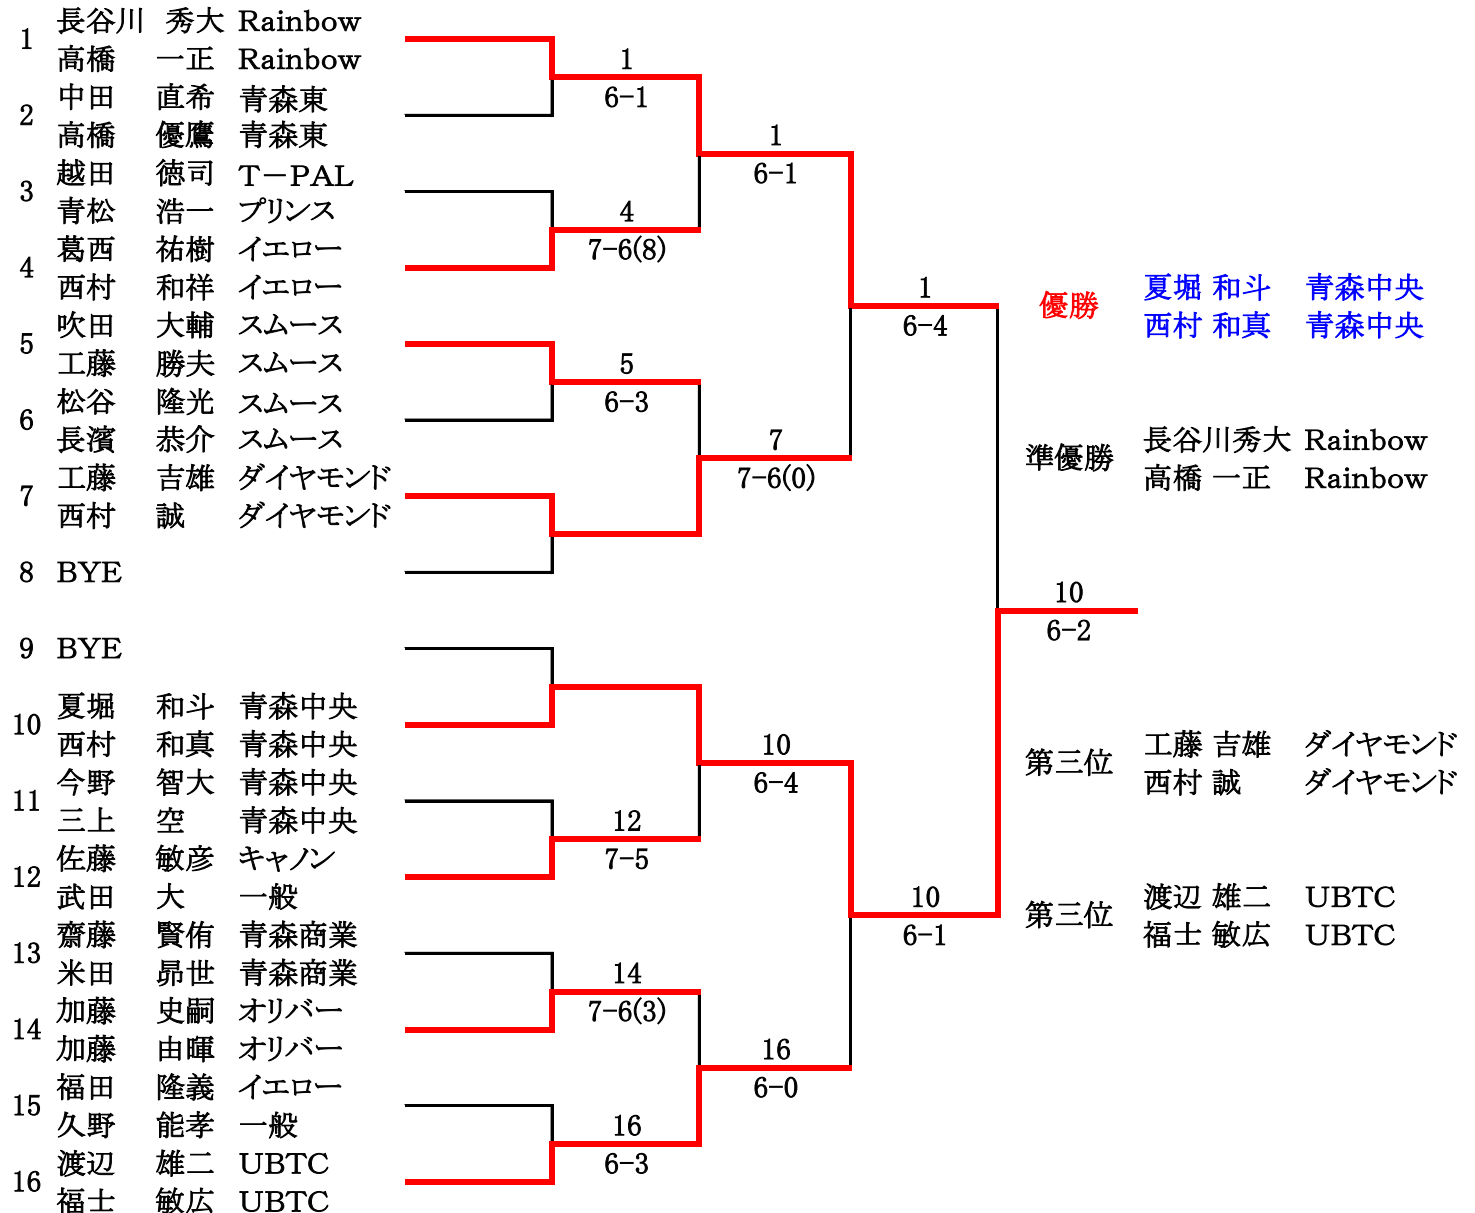 1 長谷川 秀大 Rainbow
高橋 一正 Rainbow
2 中田 直希 青森東
高橋 優鷹 青森東
3 越田 徳司 T-PAL
青松 浩一 プリンス
4 葛西 祐樹 イエロー
西村 和祥 イエロー
5 吹田 大輔 スムース
工藤 勝夫 スムース
6 松谷 隆光 スムース
長濱 恭介 スムース
7 工藤 吉雄 ダイヤモンド
西村 誠 ダイヤモンド
8 BYE
9 BYE
10 夏堀 和斗 青森中央
西村 和真 青森中央
11 今野 智大 青森中央
三上 空 青森中央
12 佐藤 敏彦 キャノン
武田 大 一般
13 齋藤 賢侑 青森商業
米田 昴世 青森商業
14 加藤 史嗣 オリバー
加藤 由暉 オリバー
15 福田 隆義 イエロー
久野 能孝 一般
16 渡辺 雄二 UBTC
福士 敏広 UBTC
1
6-1
4
7-6(8)
5
6-3
12
7-5
14
7-6(3)
16
6-3
1
6-1
7
7-6(0)
10
6-4
16
6-0
1
6-4
10
6-1
10
6-2
優勝 夏堀 和斗 青森中央
西村 和真 青森中央
準優勝 長谷川秀大 Rainbow
高橋 一正 Rainbow
第三位 工藤 吉雄 ダイヤモンド
西村 誠 ダイヤモンド
第三位 渡辺 雄二 UBTC
福士 敏広 UBTC